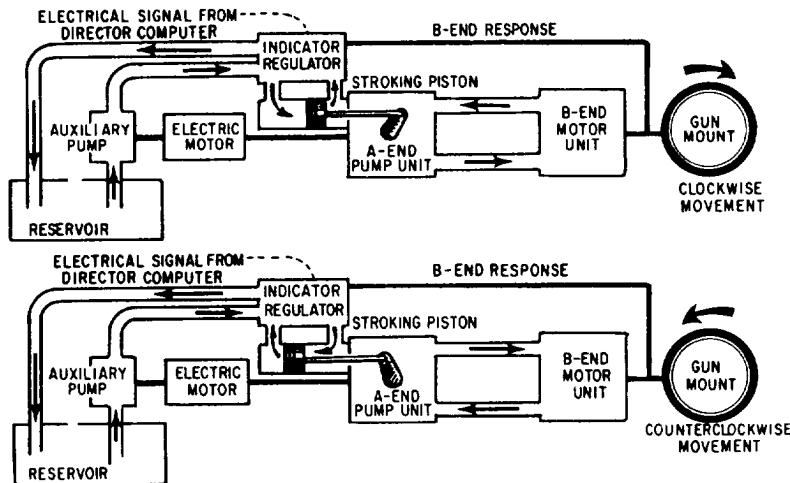 ELECTRICAL SIGNAL FROM
DIRECTOR COMPUTER
INDICATOR
REGULATOR
B-END RESPONSE
STROKING PISTON
AUXILIARY
PUMP
ELECTRIC
MOTOR
A-END
PUMP UNIT
B-END
MOTOR
UNIT
GUN
MOUNT
CLOCKWISE
MOVEMENT
RESERVOIR
ELECTRICAL SIGNAL FROM
DIRECTOR COMPUTER
INDICATOR
REGULATOR
B-END RESPONSE
STROKING PISTON
AUXILIARY
PUMP
ELECTRIC
MOTOR
A-END
PUMP UNIT
B-END
MOTOR
UNIT
GUN
MOUNT
COUNTERCLOCKWISE
MOVEMENT
RESERVOIR